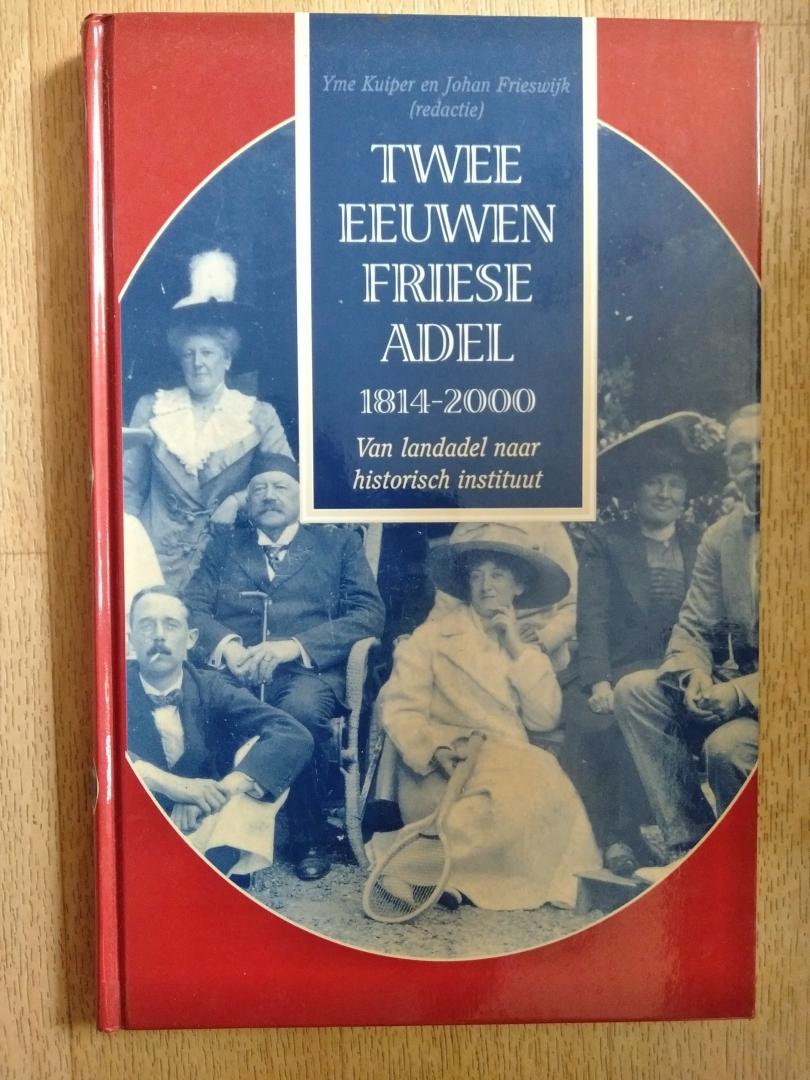 Yme Kuiper en Johan Frieswijk
(redactie)
TWEE
EEUWEN
FRIESE
ADEL
1814-2000
Van landadel naar
historisch instituut